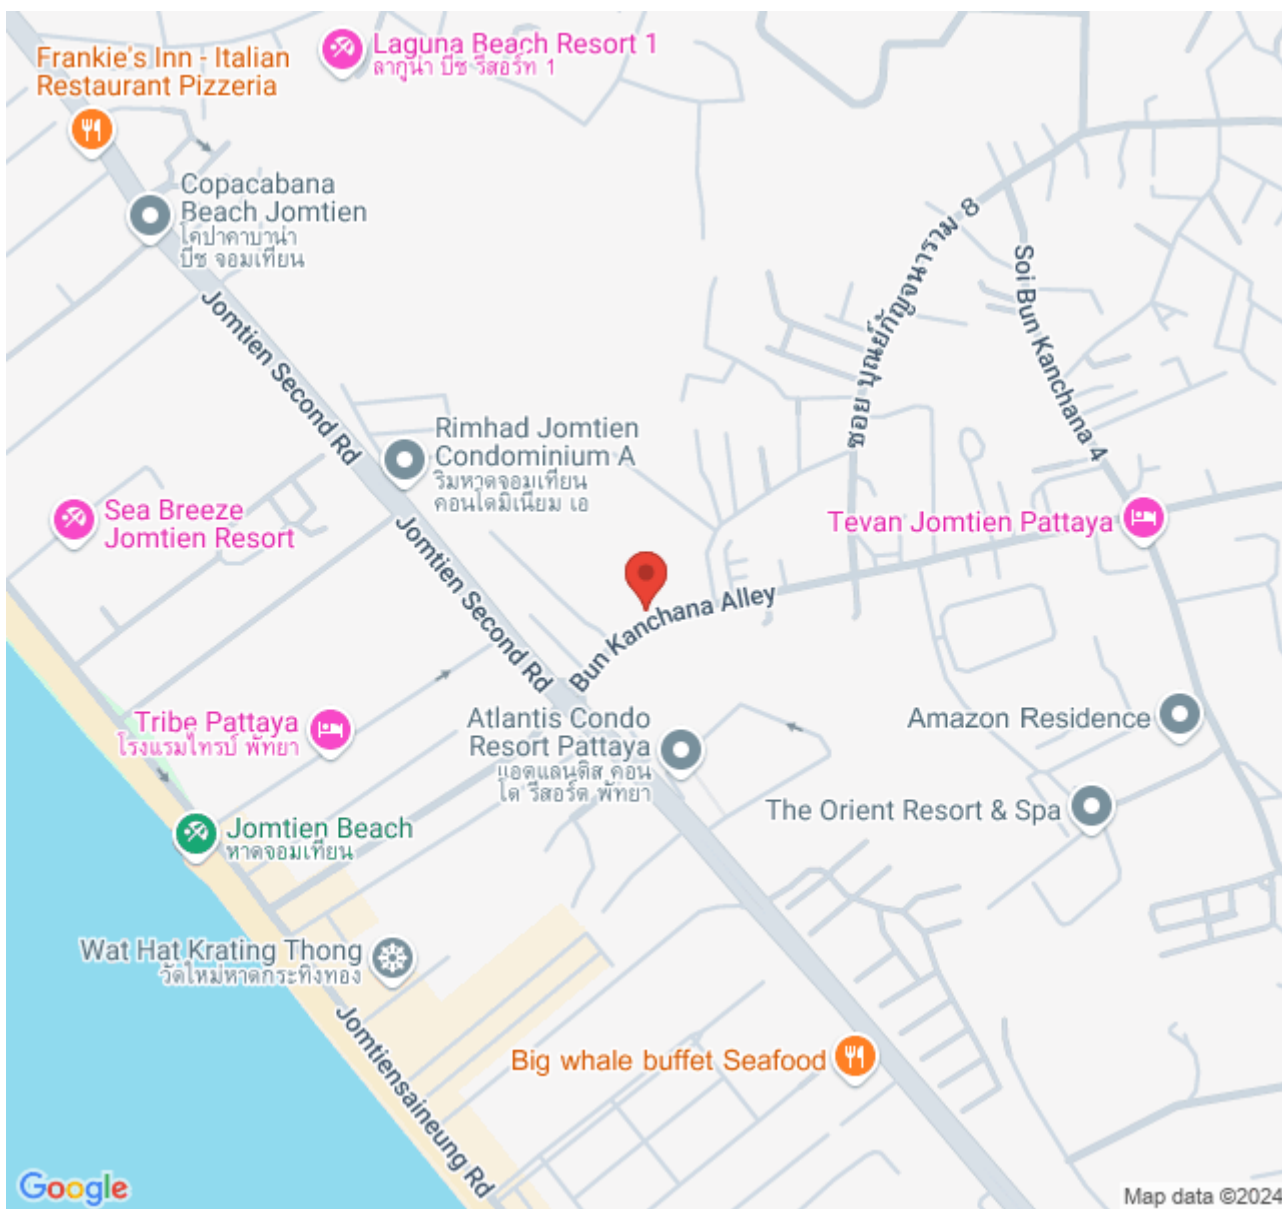 Laguna Beach Resort 1
ลากูน่า บีช รีสอร์ท 1
Frankie's Inn - Italian
Restaurant Pizzeria
Copacabana
Beach Jomtien
โคปาคาบาน่า
บีช จอมเทียน
ซอย บุณย์กัญจนาราม 8
Soi Bun Kanchana 4
Jomtien Second Rd
Rimhad Jomtien
Condominium A
ริมหาดจอมเทียน
คอนโดมิเนียม เอ
Sea Breeze
Jomtien Resort
Tevan Jomtien Pattaya
Jomtien Second Rd
Bun Kanchana Alley
Tribe Pattaya
โรงแรมไทรบ์ พัทยา
Atlantis Condo
Resort Pattaya
แอตแลนติส คอน
โด รีสอร์ต พัทยา
Amazon Residence
The Orient Resort & Spa
Jomtien Beach
หาดจอมเทียน
Wat Hat Krating Thong
วัดใหม่หาดกระทิงทอง
Jomtiensaineung Rd
Big whale buffet Seafood
Google
Map data ©2024